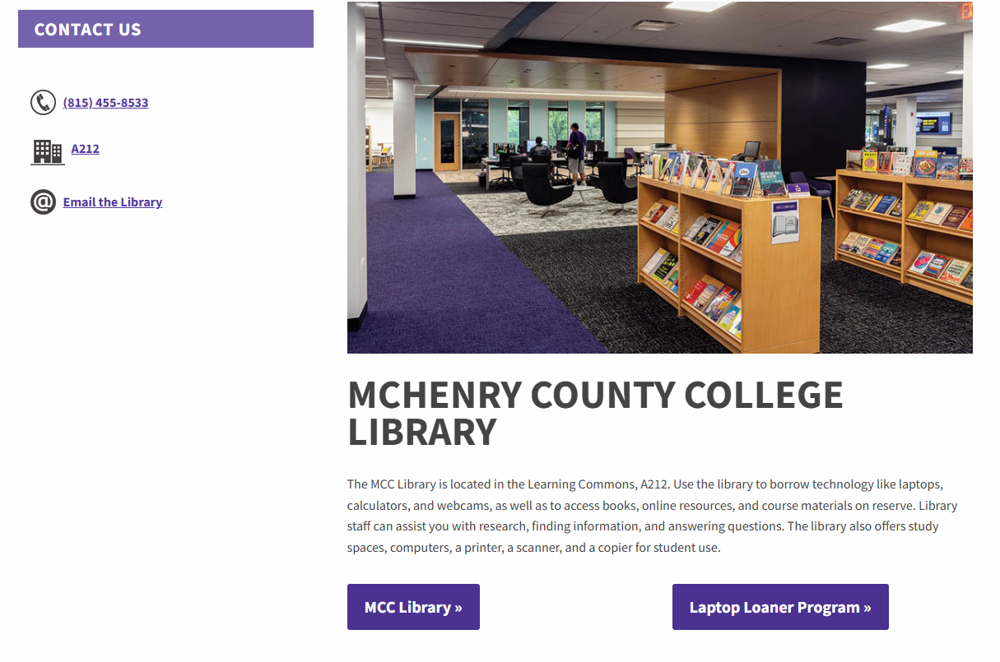 CONTACT US
(815) 455-8533
A212
Email the Library
MCC LIBRARY
MCHENRY COUNTY COLLEGE
LIBRARY
The MCC Library is located in the Learning Commons, A212. Use the library to borrow technology like laptops,
calculators, and webcams, as well as to access books, online resources, and course materials on reserve. Library
staff can assist you with research, finding information, and answering questions. The library also offers study
spaces, computers, a printer, a scanner, and a copier for student use.
MCC Library »
Laptop Loaner Program »